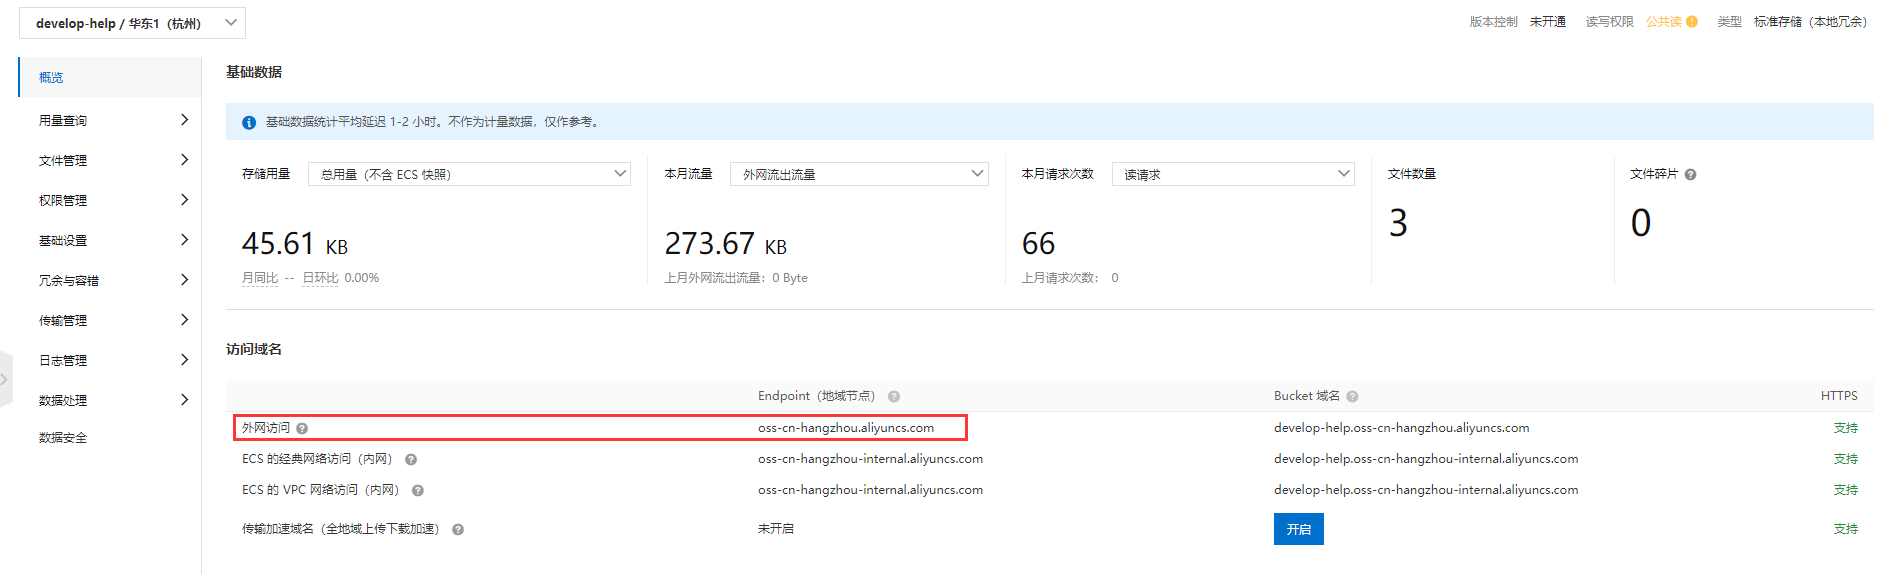 develop-help / 华东1（杭州）
版本控制 未开通 读写权限 公共读 类型 标准存储（本地冗余）
概览
用量查询
文件管理
权限管理
基础设置
冗余与容错
传输管理
日志管理
数据处理
数据安全
基础数据
基础数据统计平均延迟 1-2 小时。不作为计量数据，仅作参考。
存储用量 总用量（不含 ECS 快照）
45.61 KB
月同比 -- 日环比 0.00%
本月流量 外网流出流量
273.67 KB
上月外网流出流量：0 Byte
本月请求次数 读请求
66
上月请求次数： 0
文件数量
3
文件碎片
0
访问域名
Endpoint（地域节点） Bucket 域名 HTTPS
外网访问 oss-cn-hangzhou.aliyuncs.com develop-help.oss-cn-hangzhou.aliyuncs.com 支持
ECS 的经典网络访问（内网） oss-cn-hangzhou-internal.aliyuncs.com develop-help.oss-cn-hangzhou-internal.aliyuncs.com 支持
ECS 的 VPC 网络访问（内网） oss-cn-hangzhou-internal.aliyuncs.com develop-help.oss-cn-hangzhou-internal.aliyuncs.com 支持
传输加速域名（全地域上传下载加速） 未开启 开启 支持